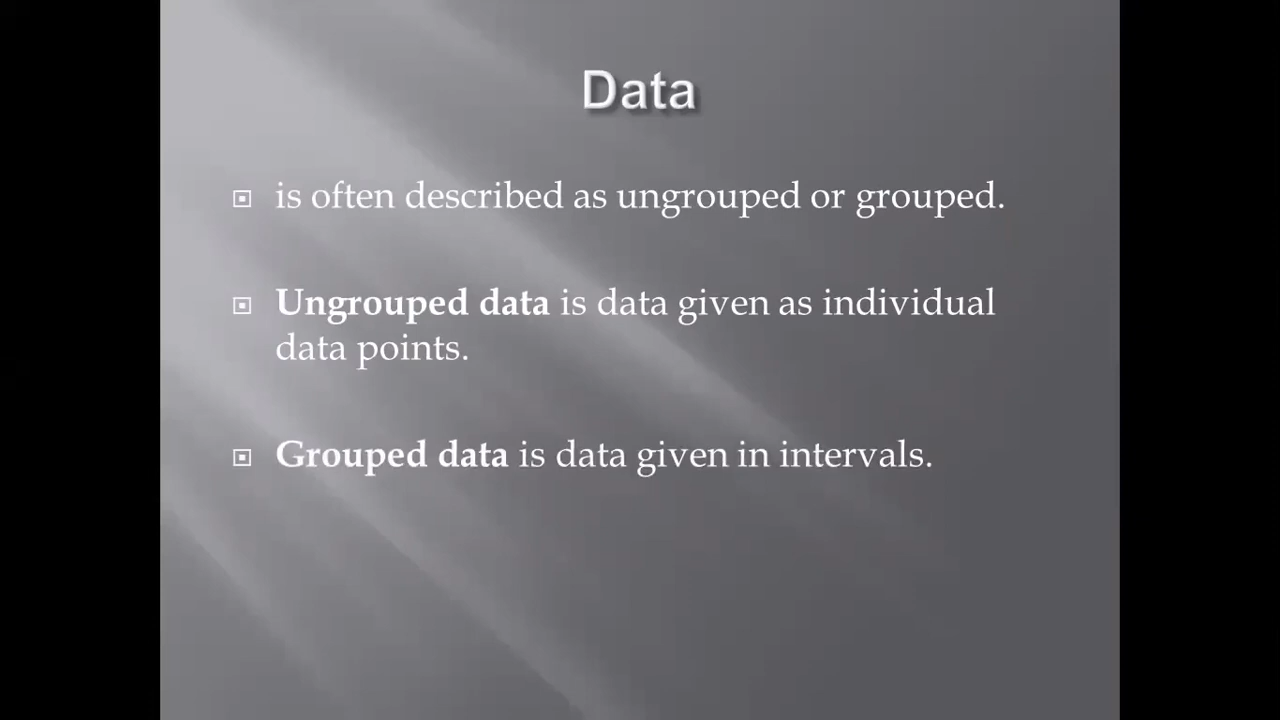 Data
is often described as ungrouped or grouped.
Ungrouped data is data given as individual
data points.
Grouped data is data given in intervals.